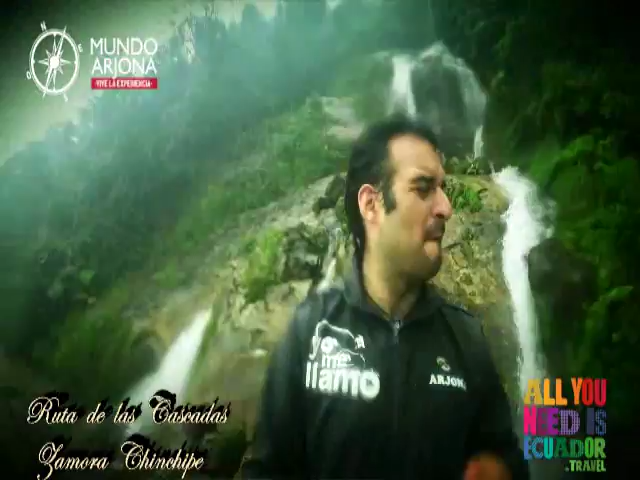 MUNDO
ARJONA
VIVE LA EXPERIENCIA
yo
me
llamo
ARJONA
Ruta de las Cascadas
Zamora Chinchipe
ALL YOU
NEED IS
ECUADOR
.TRAVEL